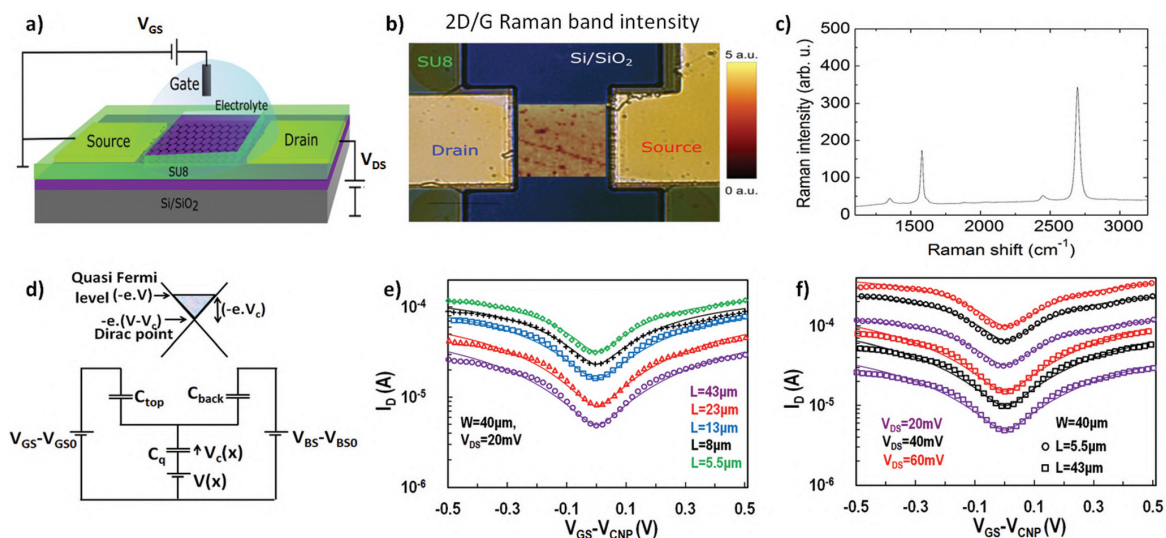 a)
V_GS
Gate
Electrolyte
Source
Drain
SU8
V_DS
Si/SiO₂
b)
2D/G Raman band intensity
SU8
Si/SiO₂
5 a.u.
Drain
Source
0 a.u.
c)
Raman intensity (arb. u.)
500
400
300
200
100
0
1500 2000 2500 3000
Raman shift (cm⁻¹)
d)
Quasi Fermi
level (-e.V)
(-e.V_c)
-e.(V-V_c)
Dirac point
C_top
C_back
V_GS-V_GS0
V_BS-V_BS0
C_q
V_c(x)
V(x)
e)
I_D (A)
10⁻⁴
10⁻⁵
10⁻⁶
L=43µm
L=23µm
L=13µm
L=8µm
L=5.5µm
W=40µm,
V_DS=20mV
-0.5 -0.3 -0.1 0.1 0.3 0.5
V_GS-V_CNP (V)
f)
I_D (A)
10⁻⁴
10⁻⁵
10⁻⁶
V_DS=20mV
V_DS=40mV
V_DS=60mV
W=40µm
L=5.5µm
L=43µm
-0.5 -0.3 -0.1 0.1 0.3 0.5
V_GS-V_CNP (V)